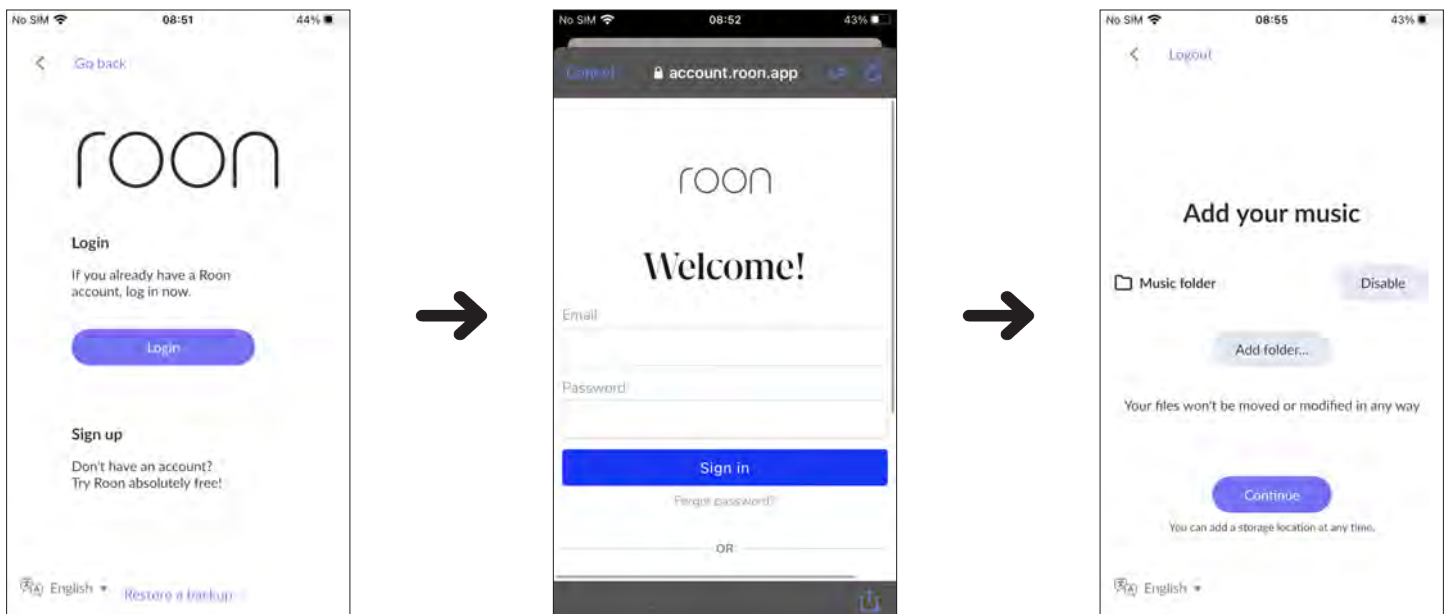 No SIM 08:51 44%
Go back
roon
Login
If you already have a Roon
account, log in now.
Login
Sign up
Don't have an account?
Try Roon absolutely free!
English
Restore a backup
No SIM 08:52 43%
Cancel account.roon.app
roon
Welcome!
Email
Password
Sign in
Forgot password?
OR
No SIM 08:55 43%
Logout
Add your music
Music folder Disable
Add folder...
Your files won't be moved or modified in any way
Continue
You can add a storage location at any time.
English